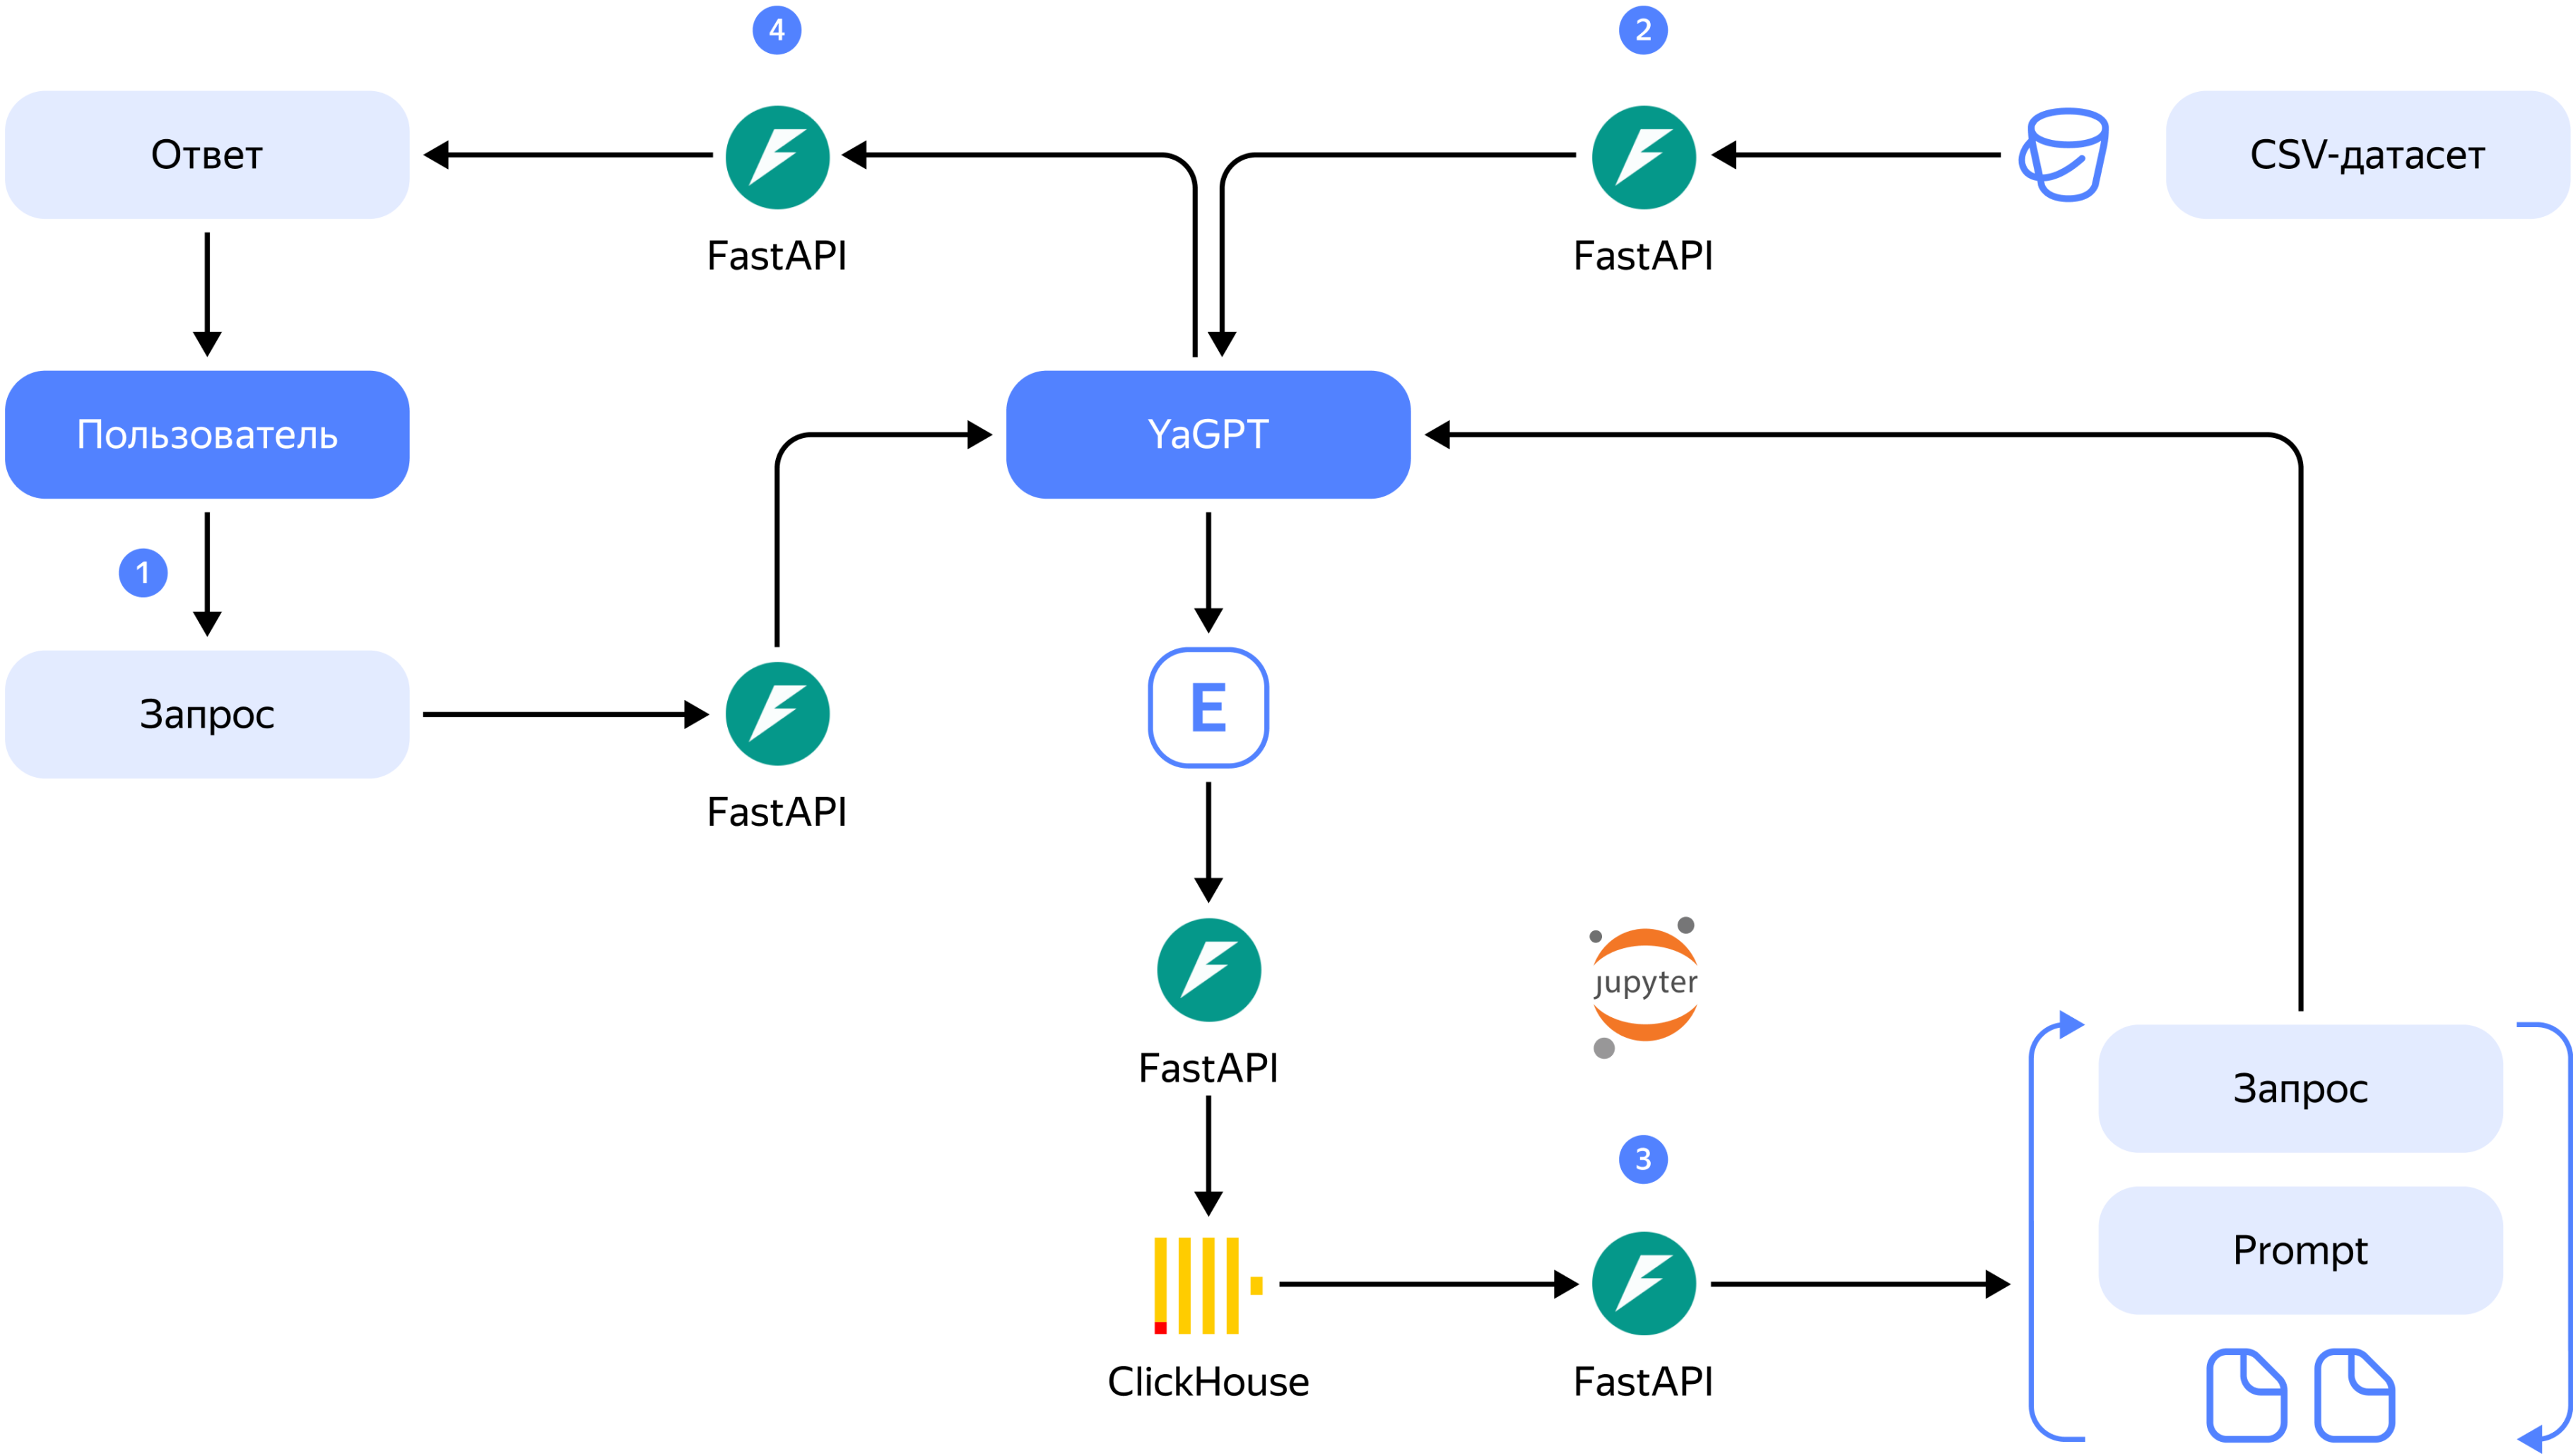 4
2
Ответ
CSV-датасет
FastAPI
FastAPI
Пользователь
YaGPT
1
Запрос
E
FastAPI
jupyter
FastAPI
Запрос
3
Prompt
ClickHouse
FastAPI